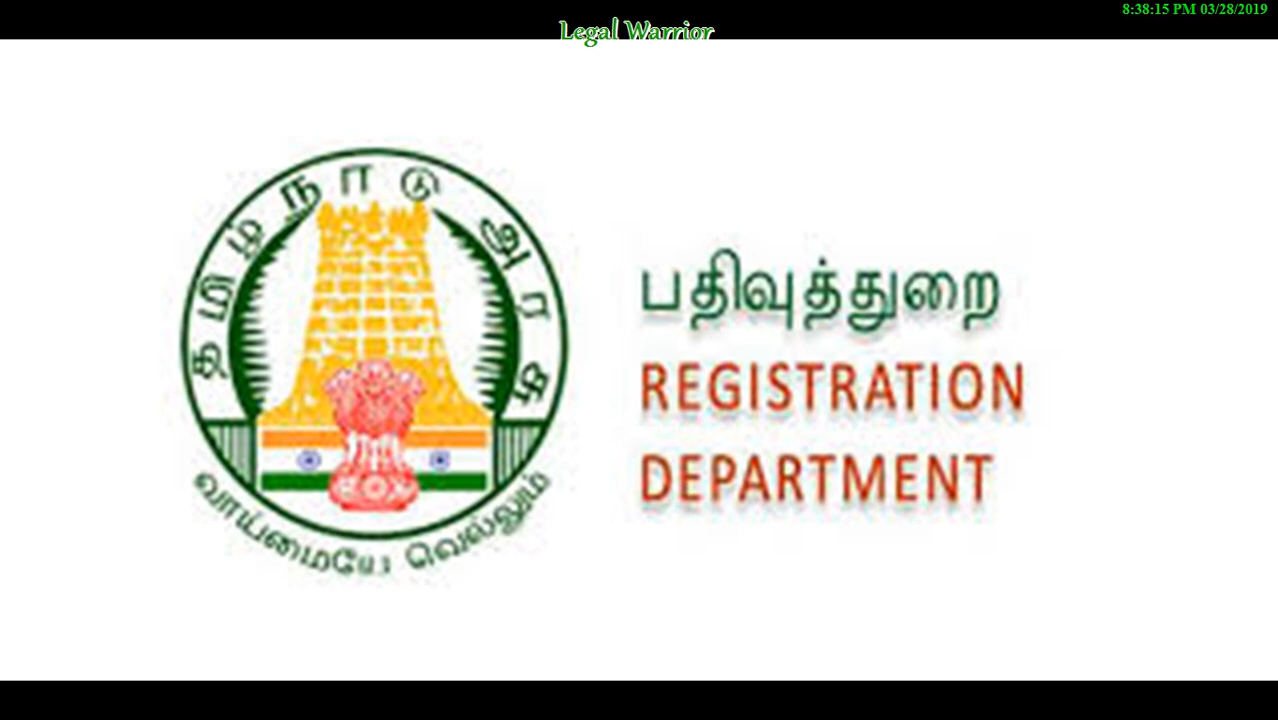 8:38:15 PM 03/28/2019
Legal Warrior
தமிழ்நாடு அரசு
வாய்மையே வெல்லும்
பதிவுத்துறை
REGISTRATION
DEPARTMENT